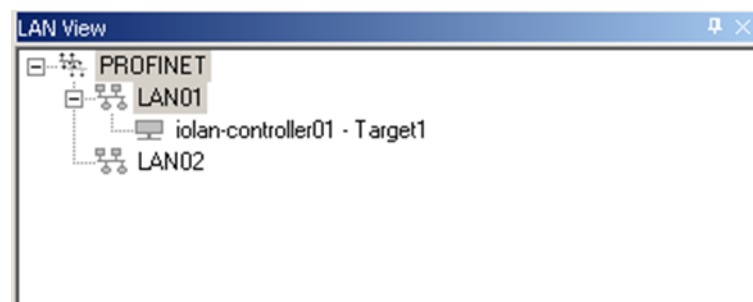 LAN View
PROFINET
LAN01
iolan-controller01 - Target1
LAN02